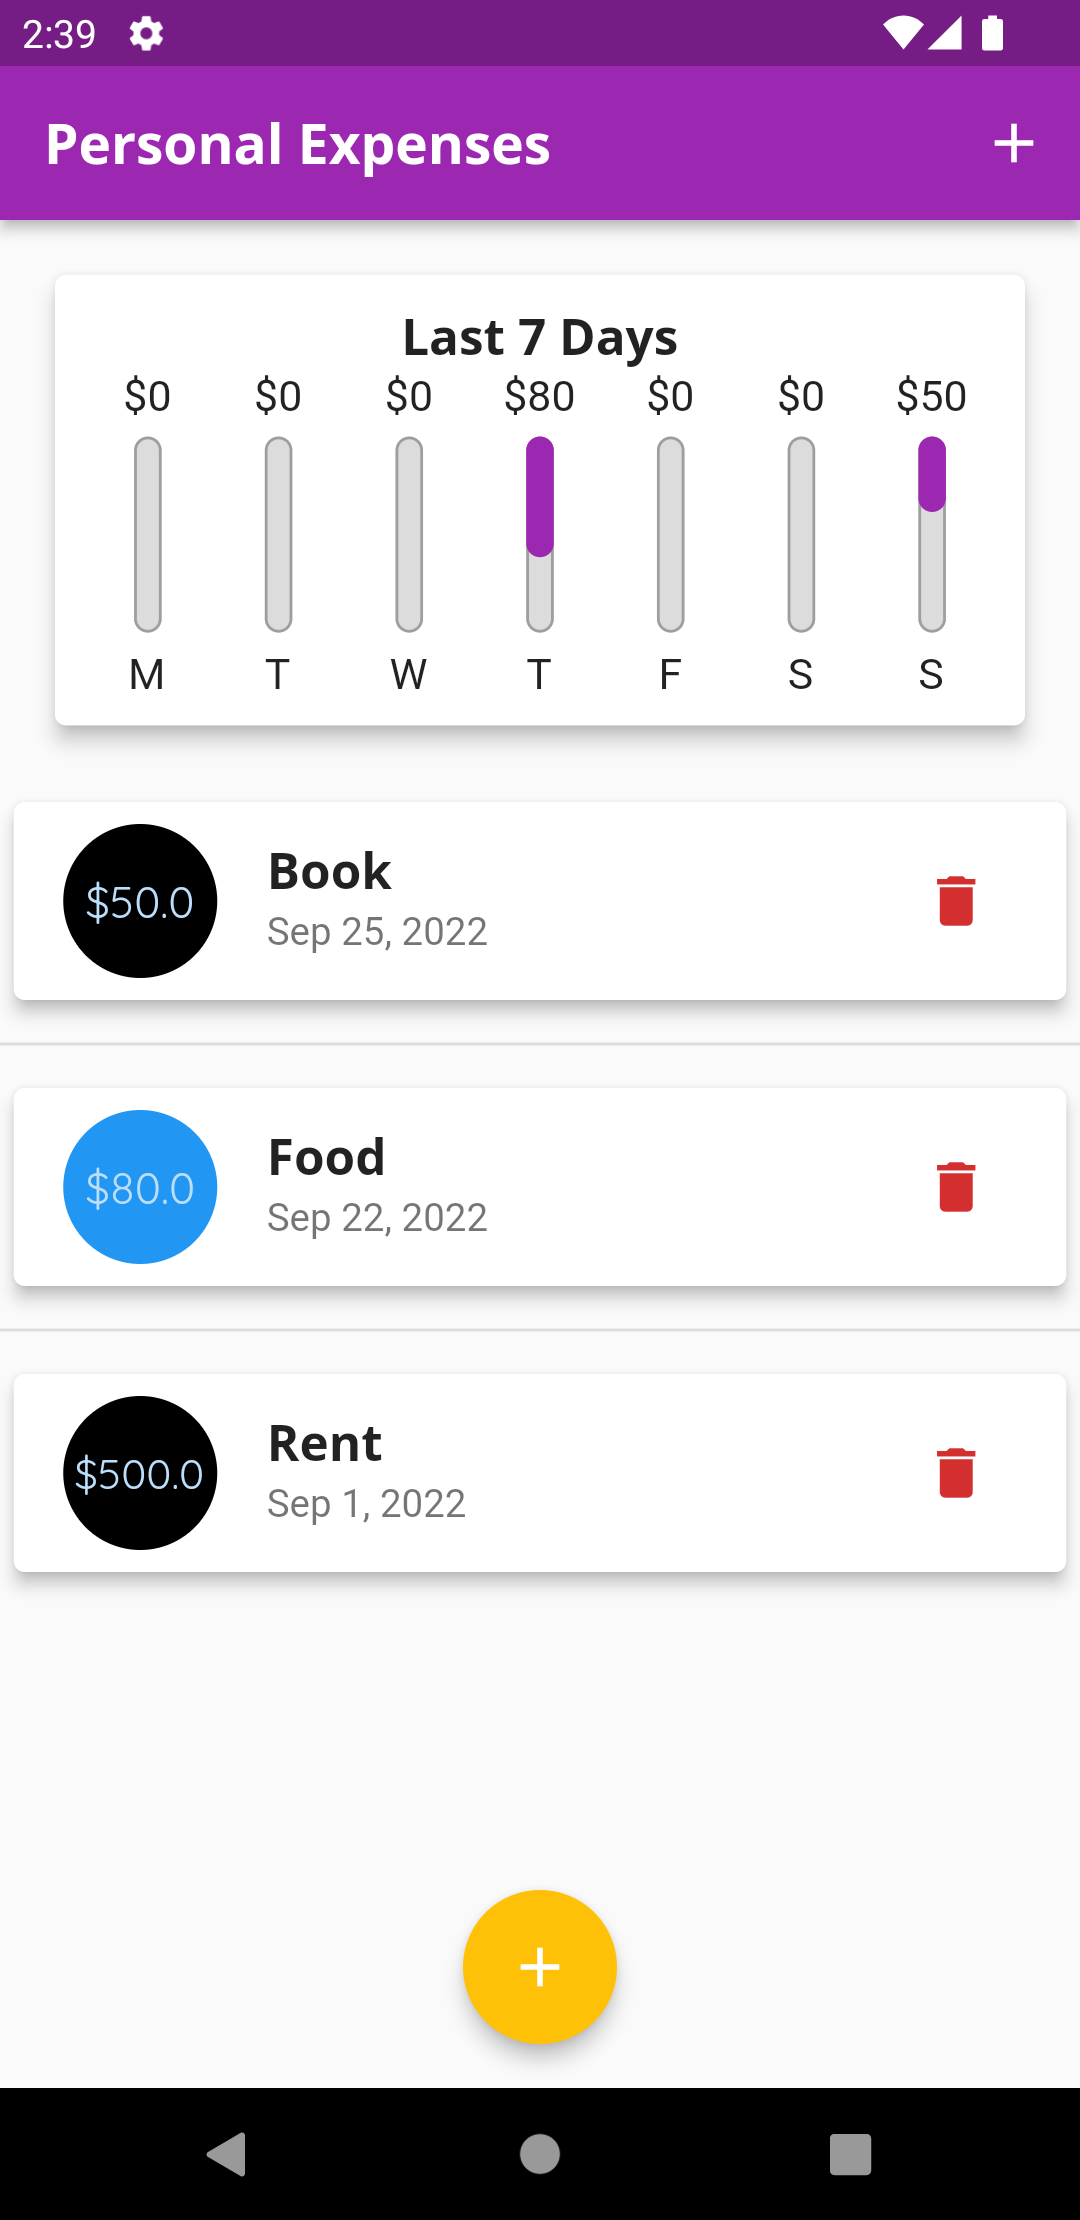 2:39
Personal Expenses
Last 7 Days
$0 $0 $0 $80 $0 $0 $50
M T W T F S S
$50.0
Book
Sep 25, 2022
$80.0
Food
Sep 22, 2022
$500.0
Rent
Sep 1, 2022